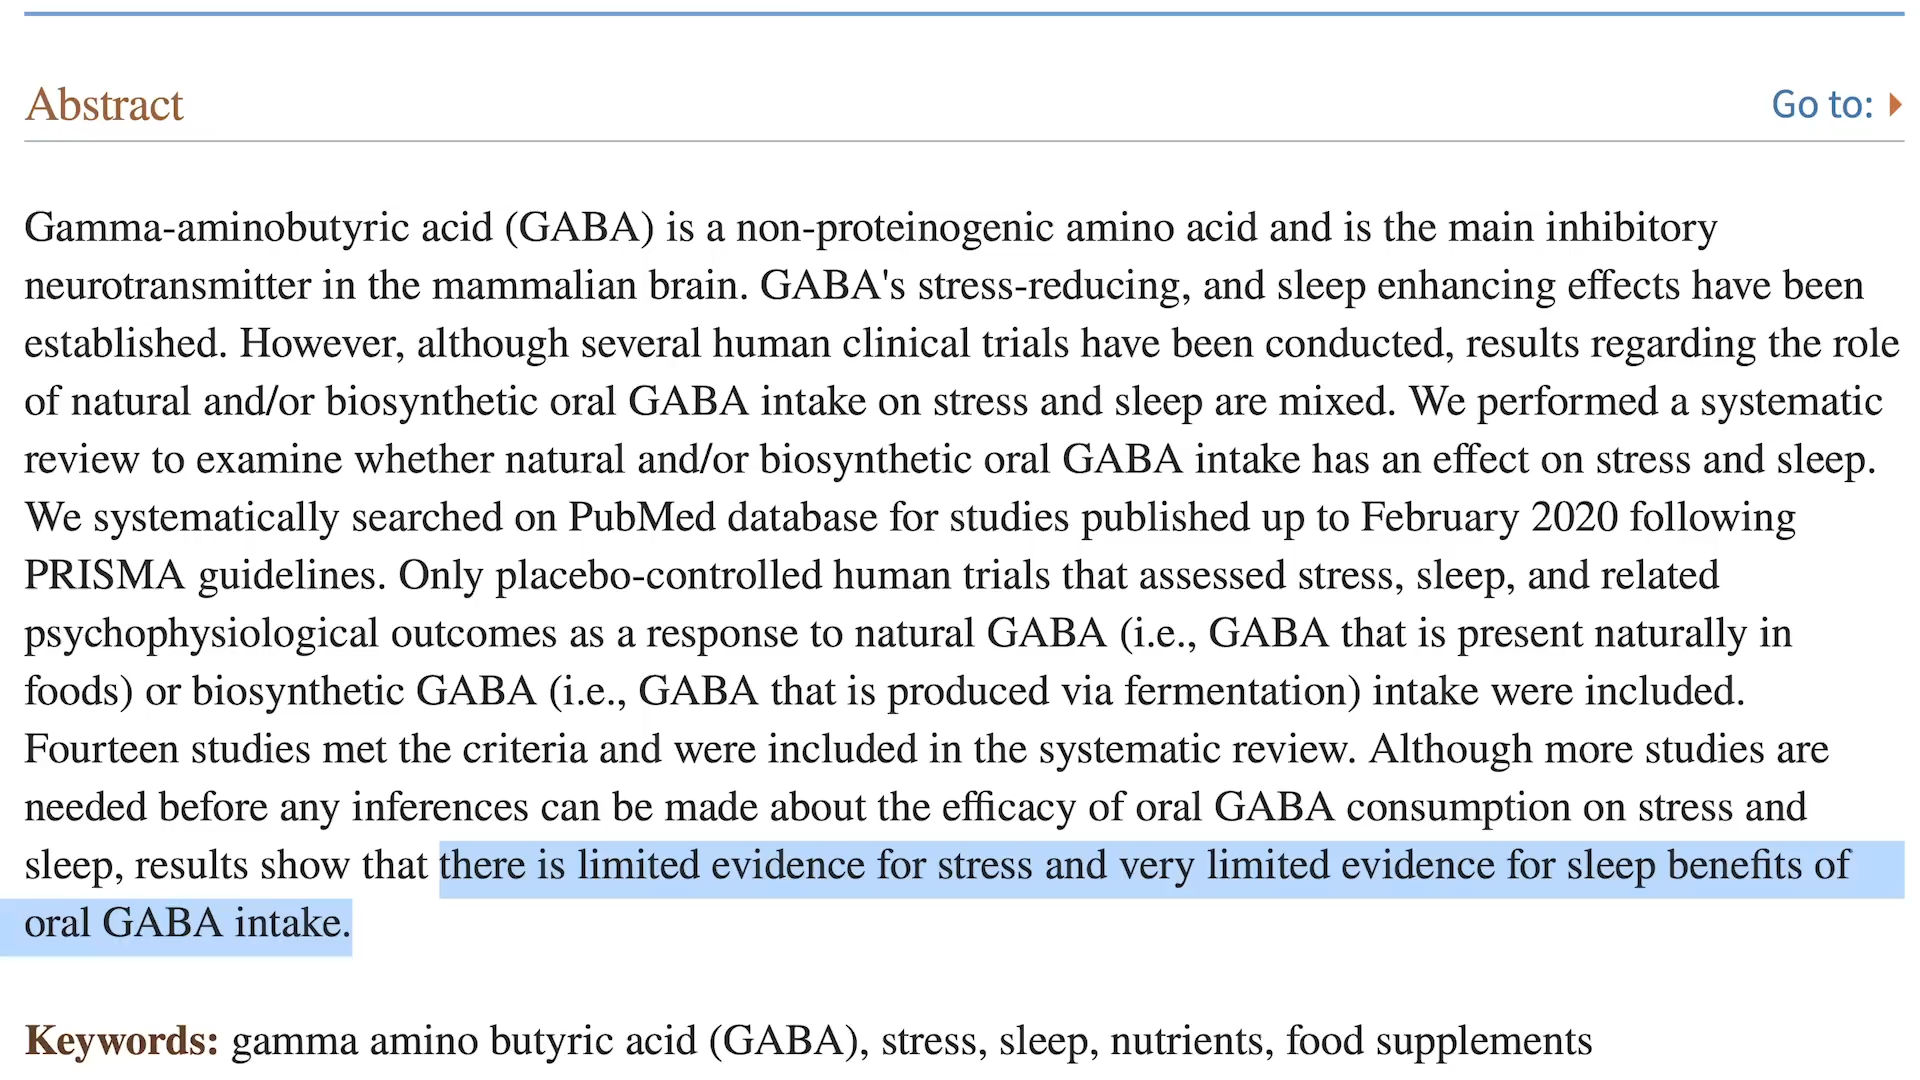 Abstract
Go to:
Gamma-aminobutyric acid (GABA) is a non-proteinogenic amino acid and is the main inhibitory
neurotransmitter in the mammalian brain. GABA's stress-reducing, and sleep enhancing effects have been
established. However, although several human clinical trials have been conducted, results regarding the role
of natural and/or biosynthetic oral GABA intake on stress and sleep are mixed. We performed a systematic
review to examine whether natural and/or biosynthetic oral GABA intake has an effect on stress and sleep.
We systematically searched on PubMed database for studies published up to February 2020 following
PRISMA guidelines. Only placebo-controlled human trials that assessed stress, sleep, and related
psychophysiological outcomes as a response to natural GABA (i.e., GABA that is present naturally in
foods) or biosynthetic GABA (i.e., GABA that is produced via fermentation) intake were included.
Fourteen studies met the criteria and were included in the systematic review. Although more studies are
needed before any inferences can be made about the efficacy of oral GABA consumption on stress and
sleep, results show that there is limited evidence for stress and very limited evidence for sleep benefits of
oral GABA intake.
Keywords: gamma amino butyric acid (GABA), stress, sleep, nutrients, food supplements